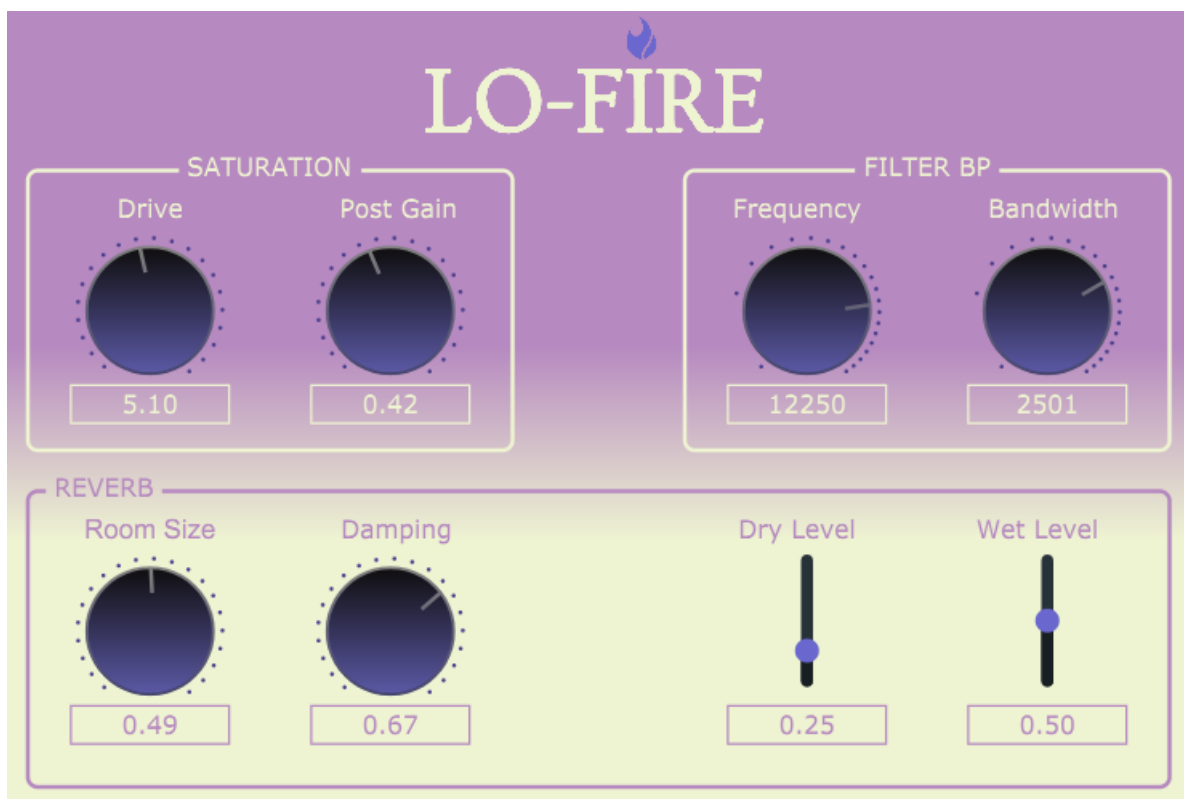 LO-FIRE
SATURATION
Drive Post Gain
5.10 0.42
FILTER BP
Frequency Bandwidth
12250 2501
REVERB
Room Size Damping Dry Level Wet Level
0.49 0.67 0.25 0.50